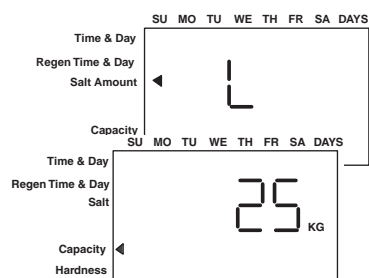 SU MO TU WE TH FR SA DAYS
Time & Day
Regen Time & Day
Salt Amount
L
Capacity
SU MO TU WE TH FR SA DAYS
Time & Day
Regen Time & Day
Salt
25 KG
Capacity
Hardness